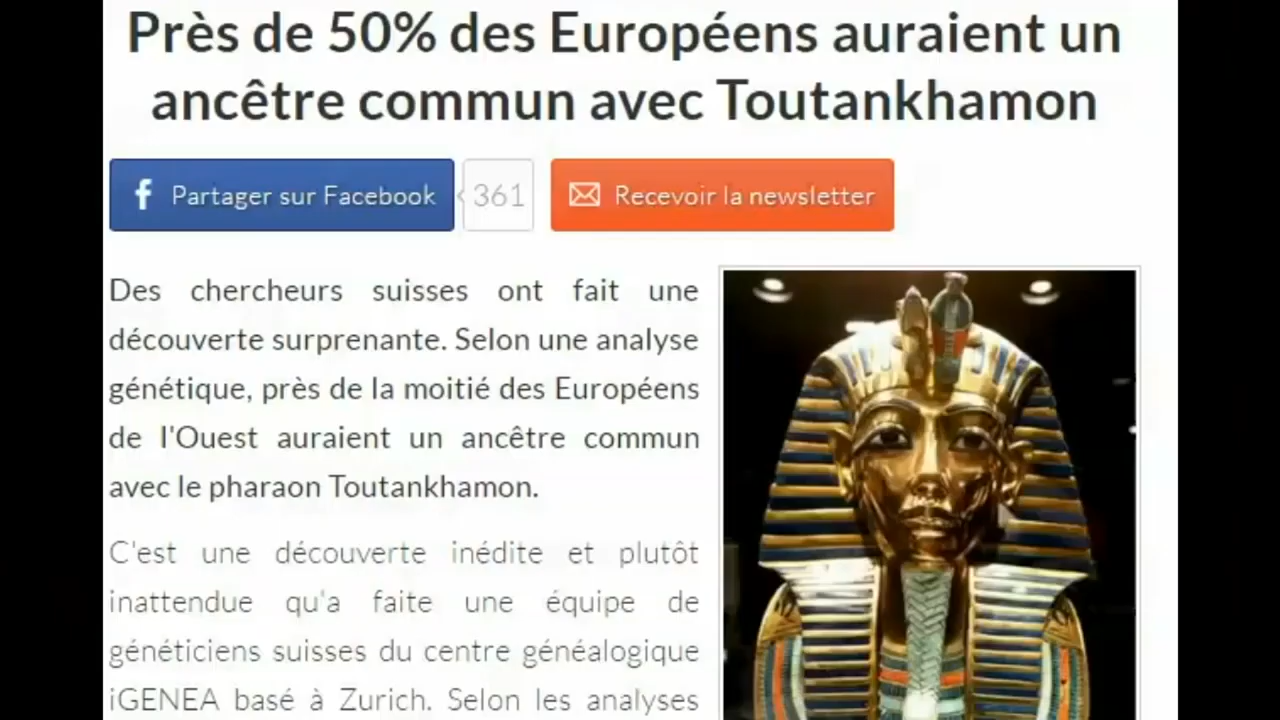 Près de 50% des Européens auraient un
ancêtre commun avec Toutankhamon
Partager sur Facebook 361 Recevoir la newsletter
Des chercheurs suisses ont fait une
découverte surprenante. Selon une analyse
génétique, près de la moitié des Européens
de l'Ouest auraient un ancêtre commun
avec le pharaon Toutankhamon.
C'est une découverte inédite et plutôt
inattendue qu'a faite une équipe de
généticiens suisses du centre généalogique
iGENEA basé à Zurich. Selon les analyses